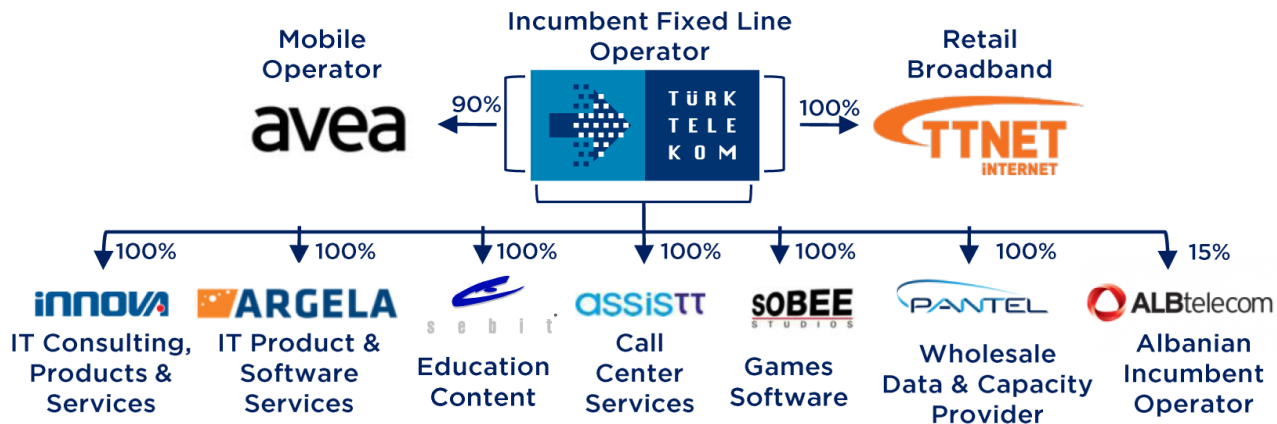 Incumbent Fixed Line
Operator
Mobile
Operator
avea
90%
TÜRK
TELE
KOM
100%
Retail
Broadband
TTNET
iNTERNET
100%
100%
100%
100%
100%
100%
15%
innova
IT Consulting,
Products &
Services
ARGELA
IT Product &
Software
Services
sebit
Education
Content
assisTT
Call
Center
Services
SOBEE
STUDIOS
Games
Software
PANTEL
Wholesale
Data & Capacity
Provider
ALBtelecom
Albanian
Incumbent
Operator